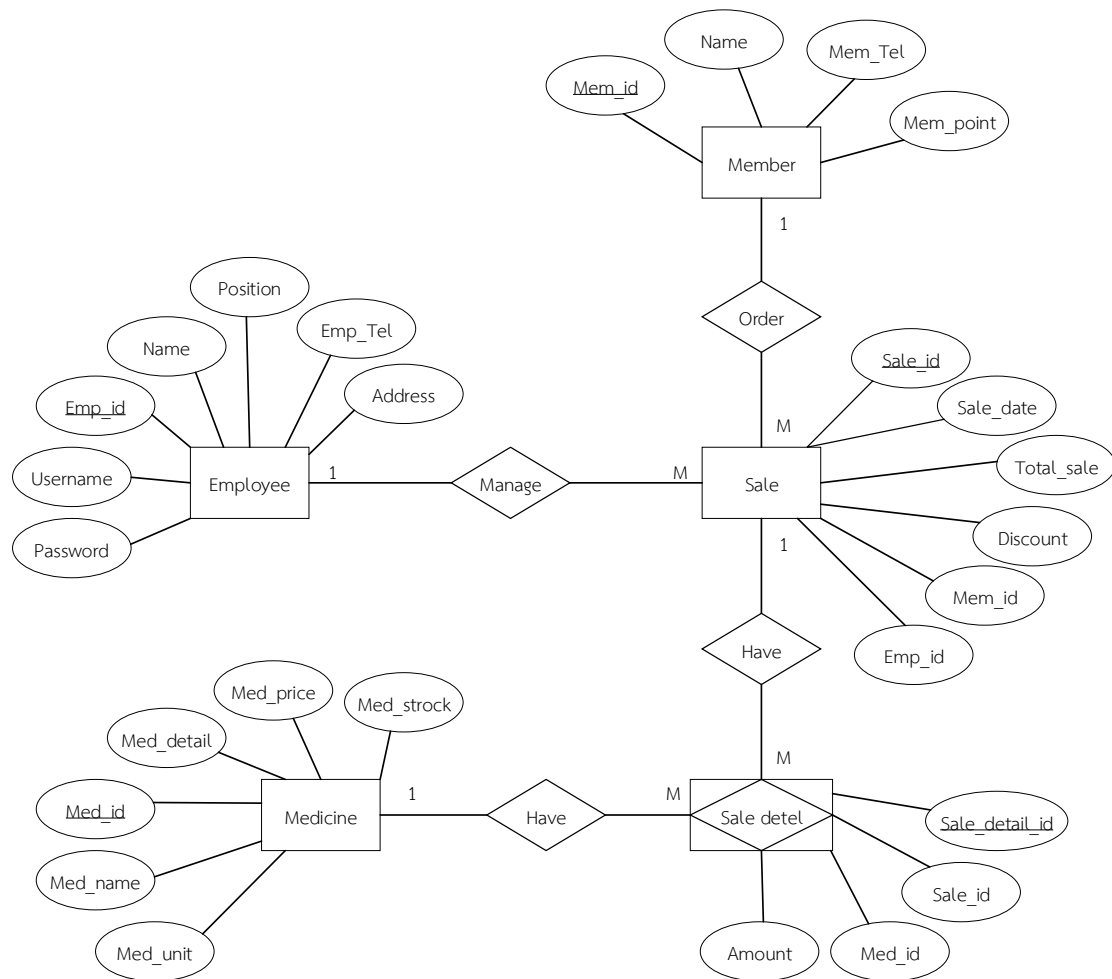 Name
Mem_Tel
Mem_id
Mem_point
Member
1
Order
Position
Emp_Tel
Name
Sale_id
Address
Emp_id
Sale_date
M
Username
Employee
1
Manage
M
Sale
Total_sale
Password
1
Discount
Mem_id
Have
Emp_id
Med_price
Med_strock
Med_detail
M
Med_id
1
M
Medicine
Have
Sale detel
Sale_detail_id
Med_name
Sale_id
Med_unit
Amount
Med_id